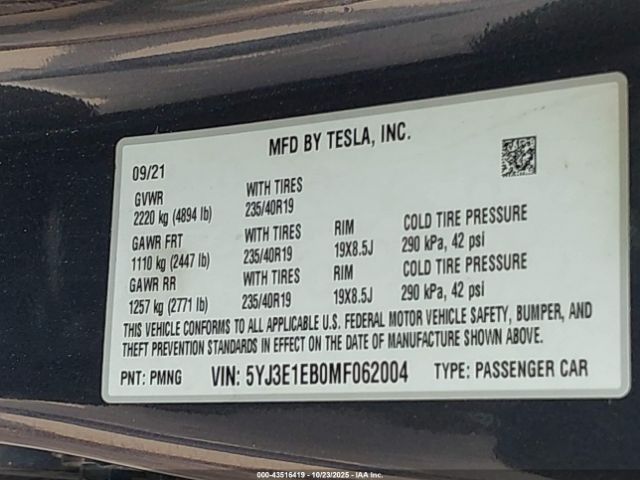 MFD BY TESLA, INC.
09/21
GVWR WITH TIRES
2220 kg (4894 lb) 235/40R19
GAWR FRT WITH TIRES RIM COLD TIRE PRESSURE
1110 kg (2447 lb) 235/40R19 19X8.5J 290 kPa, 42 psi
GAWR RR WITH TIRES RIM COLD TIRE PRESSURE
1257 kg (2771 lb) 235/40R19 19X8.5J 290 kPa, 42 psi
THIS VEHICLE CONFORMS TO ALL APPLICABLE U.S. FEDERAL MOTOR VEHICLE SAFETY, BUMPER, AND
THEFT PREVENTION STANDARDS IN EFFECT ON THE DATE OF MANUFACTURE SHOWN ABOVE.
PNT: PMNG VIN: 5YJ3E1EB0MF062004 TYPE: PASSENGER CAR
000-43516419 - 10/23/2025 - IAAI Inc.